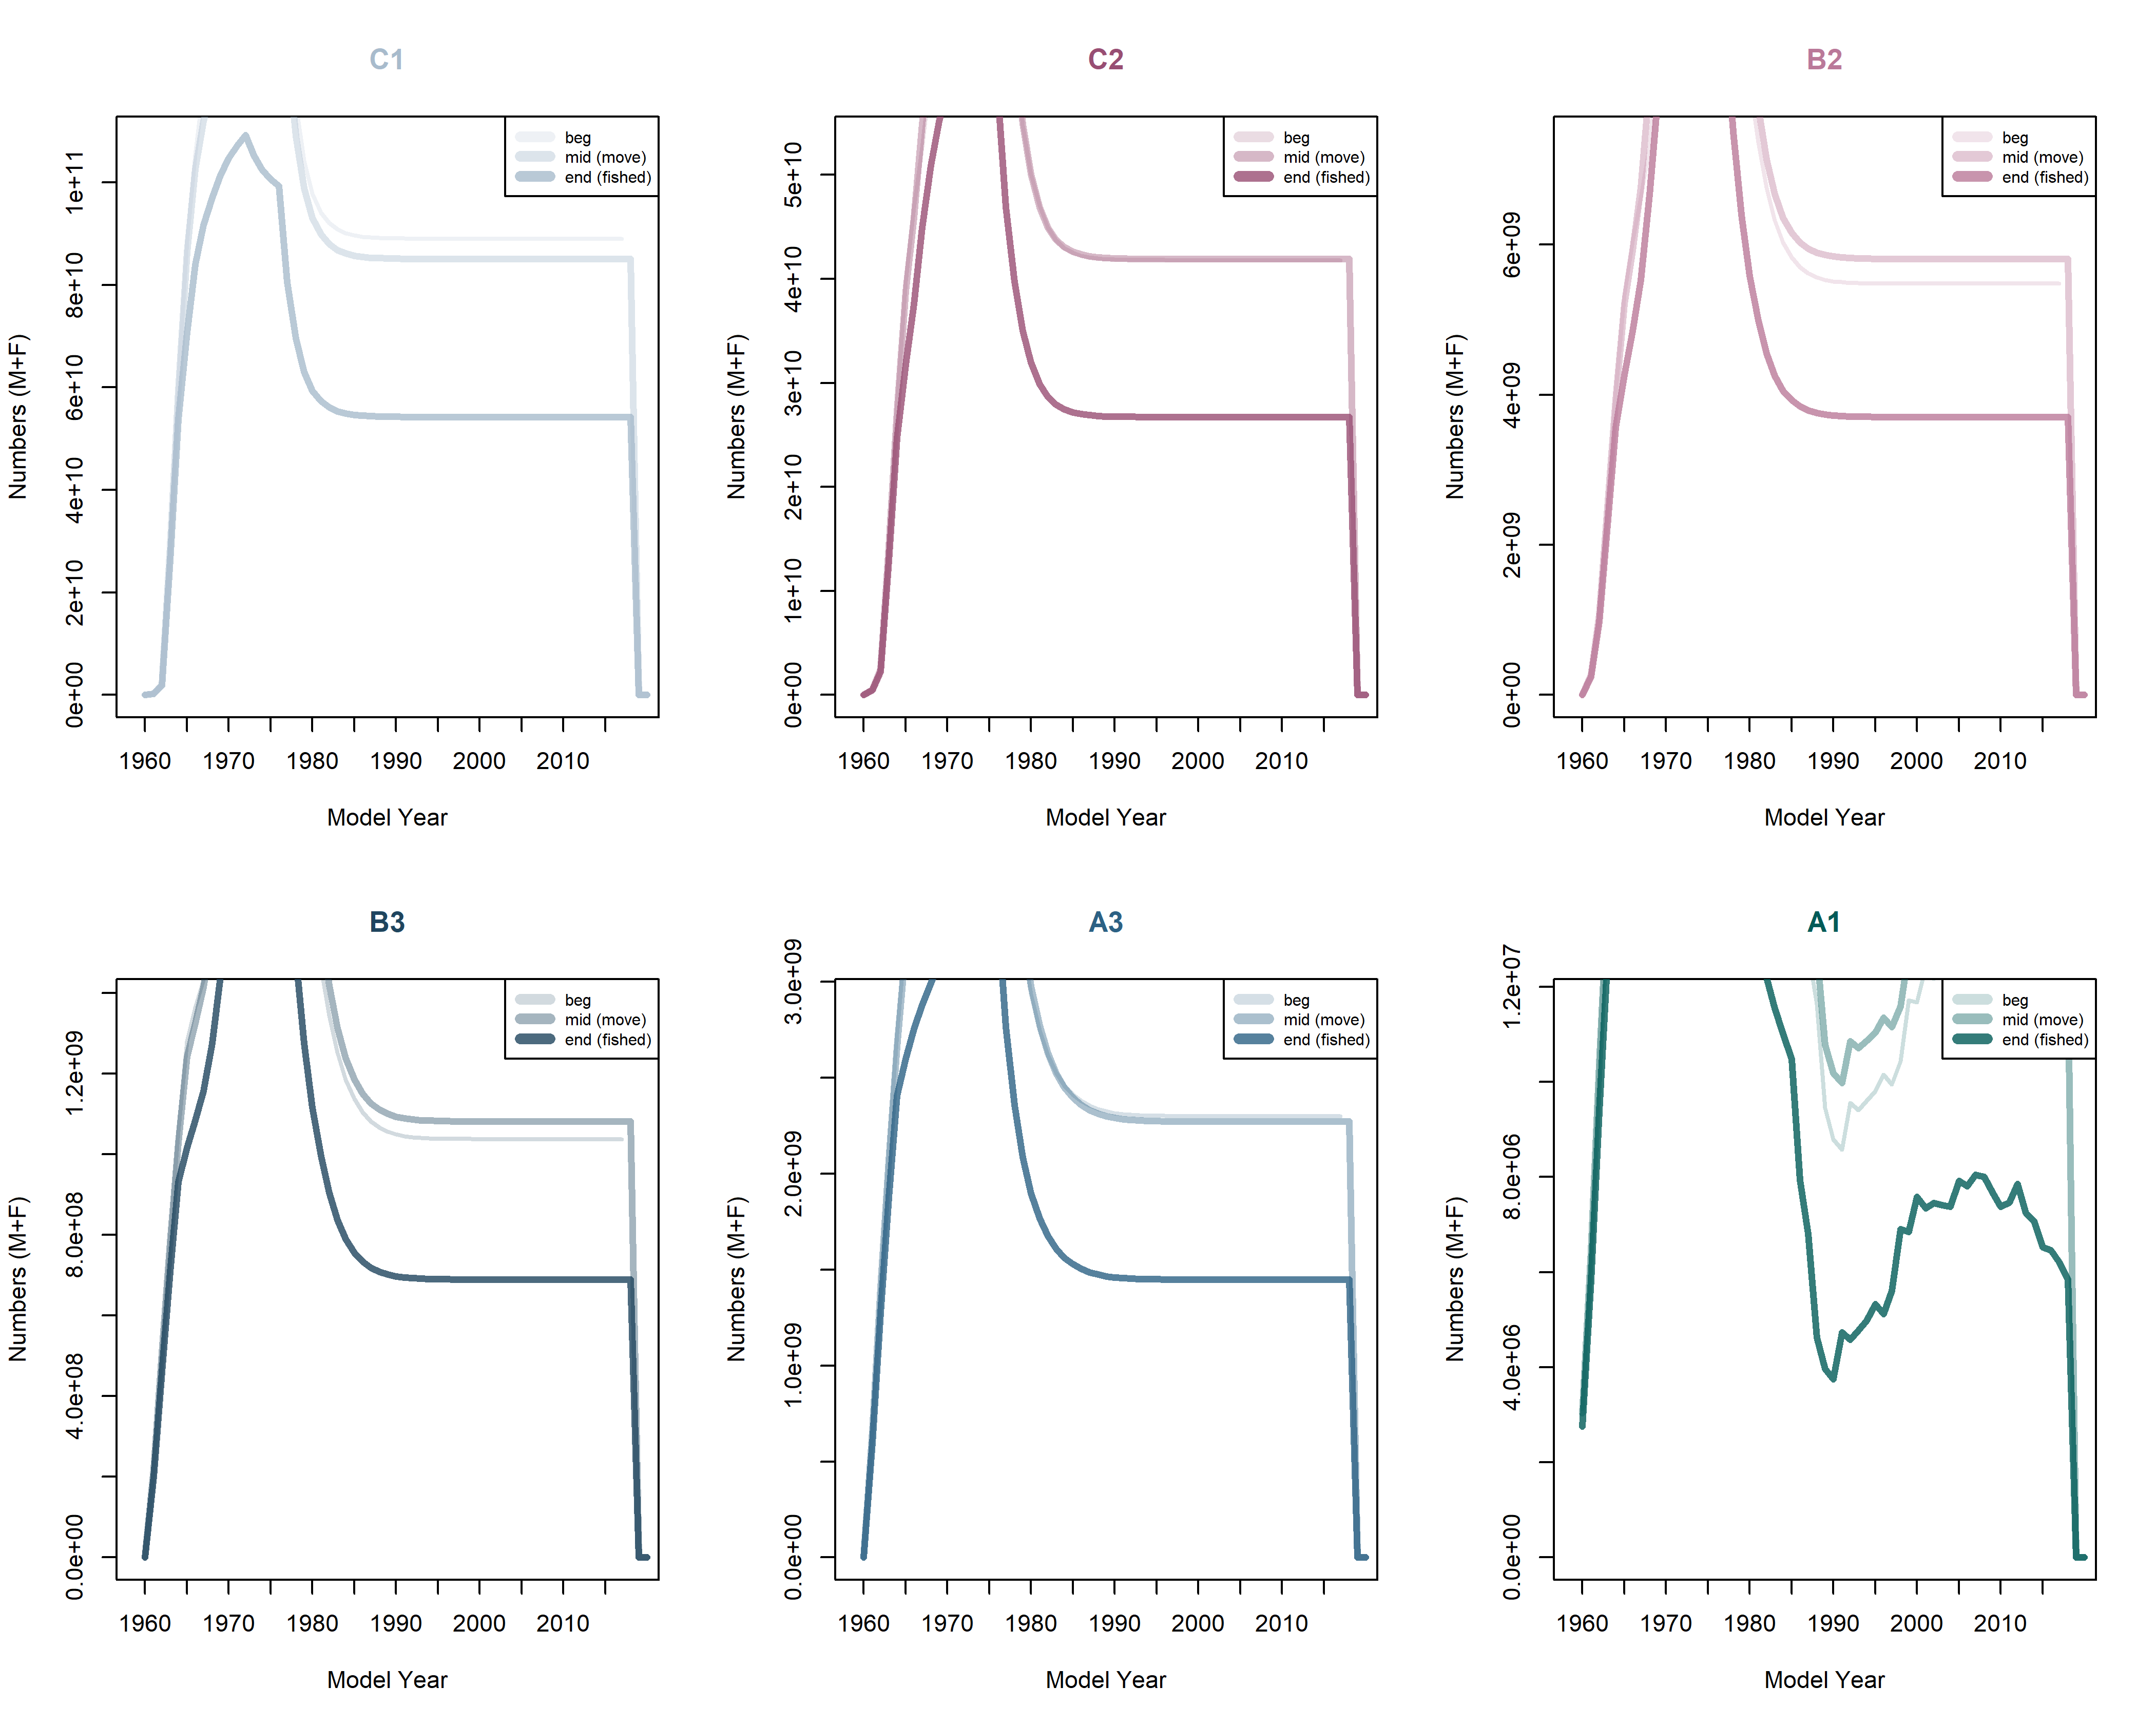 C1
C2
B2
Numbers (M+F)
0e+00
2e+10
4e+10
6e+10
8e+10
1e+11
beg
mid (move)
end (fished)
1960
1970
1980
1990
2000
2010
Model Year
Numbers (M+F)
0e+00
1e+10
2e+10
3e+10
4e+10
5e+10
beg
mid (move)
end (fished)
1960
1970
1980
1990
2000
2010
Model Year
Numbers (M+F)
0e+00
2e+09
4e+09
6e+09
beg
mid (move)
end (fished)
1960
1970
1980
1990
2000
2010
Model Year
B3
A3
A1
Numbers (M+F)
0.0e+00
4.0e+08
8.0e+08
1.2e+09
beg
mid (move)
end (fished)
1960
1970
1980
1990
2000
2010
Model Year
Numbers (M+F)
0.0e+00
1.0e+09
2.0e+09
3.0e+09
beg
mid (move)
end (fished)
1960
1970
1980
1990
2000
2010
Model Year
Numbers (M+F)
0.0e+00
4.0e+06
8.0e+06
1.2e+07
beg
mid (move)
end (fished)
1960
1970
1980
1990
2000
2010
Model Year